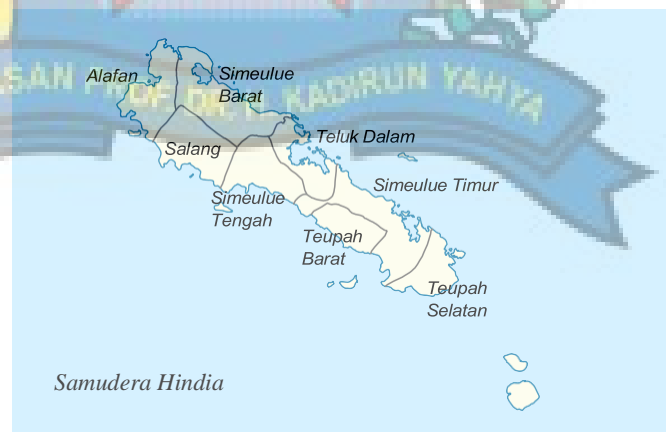 SAN PROF. DR. H. KADIRUN YAHYA
Alafan
Simeulue
Barat
Teluk Dalam
Salang
Simeulue Timur
Simeulue
Tengah
Teupah
Barat
Teupah
Selatan
Samudera Hindia